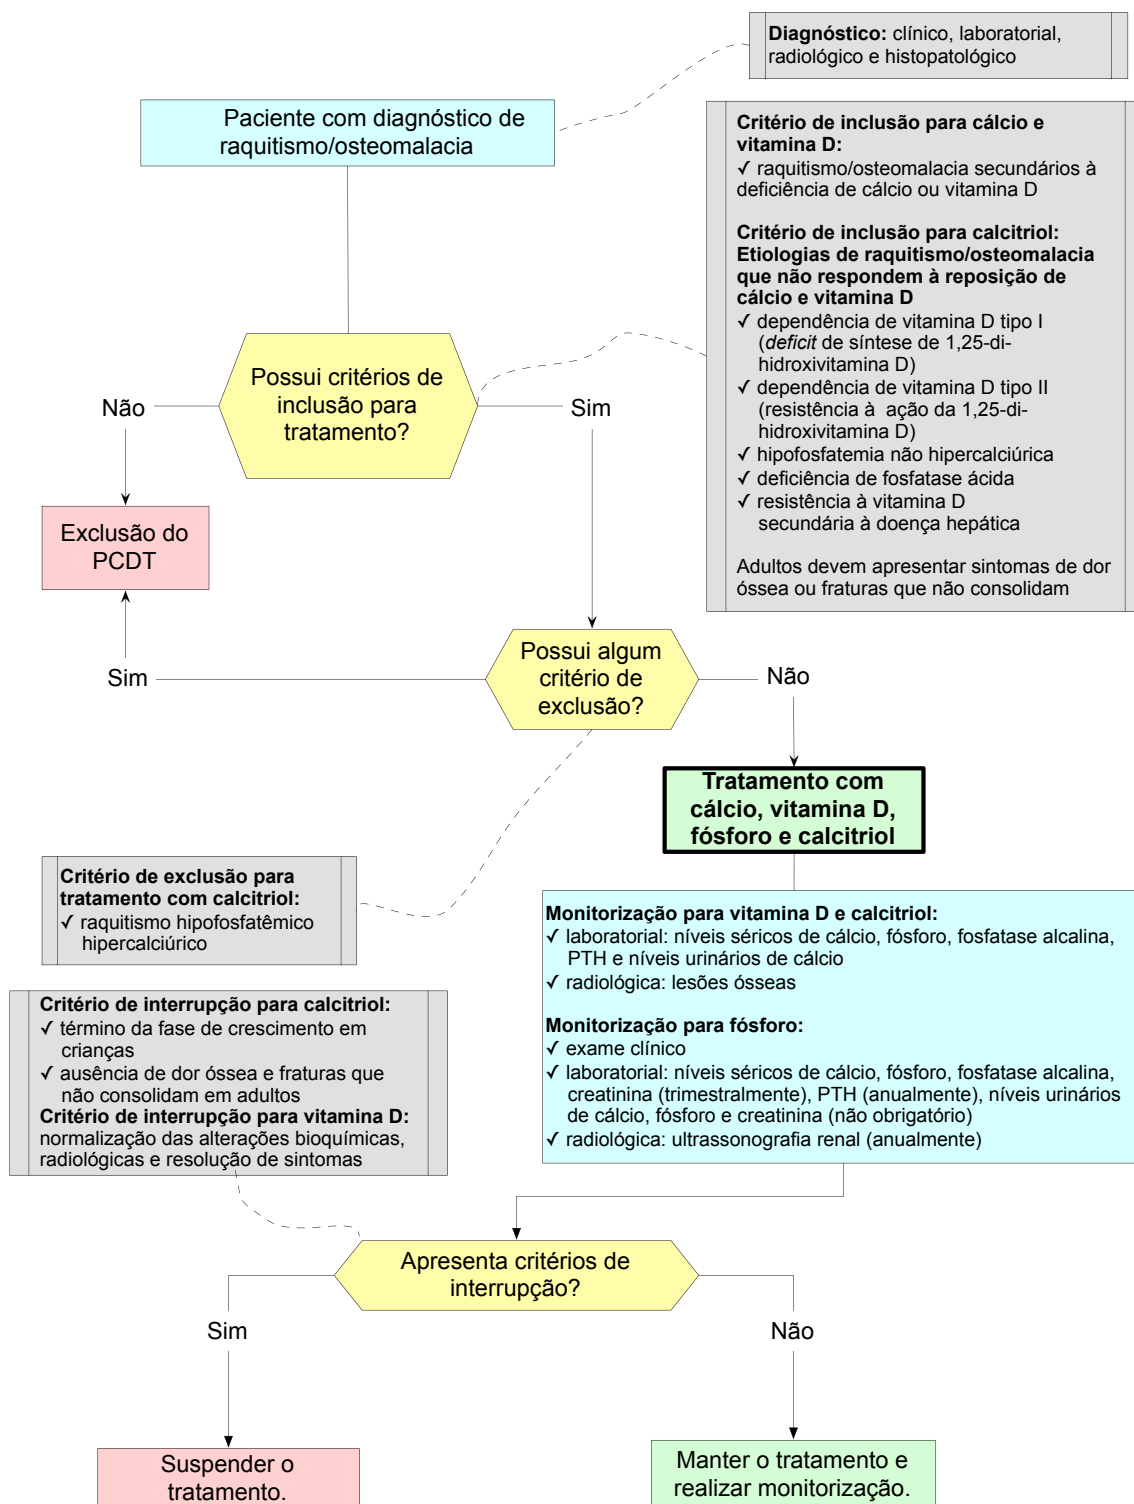 Diagnóstico: clínico, laboratorial,
radiológico e histopatológico
Paciente com diagnóstico de
raquitismo/osteomalacia
Critério de inclusão para cálcio e
vitamina D:
✓ raquitismo/osteomalacia secundários à
deficiência de cálcio ou vitamina D
Critério de inclusão para calcitriol:
Etiologias de raquitismo/osteomalacia
que não respondem à reposição de
cálcio e vitamina D
✓ dependência de vitamina D tipo I
(deficit de síntese de 1,25-di-
hidroxivitamina D)
✓ dependência de vitamina D tipo II
(resistência à ação da 1,25-di-
hidroxivitamina D)
✓ hipofosfatemia não hipercalciúrica
✓ deficiência de fosfatase ácida
✓ resistência à vitamina D
secundária à doença hepática
Adultos devem apresentar sintomas de dor
óssea ou fraturas que não consolidam
Possui critérios de
inclusão para
tratamento?
Não
Sim
Exclusão do
PCDT
Possui algum
critério de
exclusão?
Sim
Não
Tratamento com
cálcio, vitamina D,
fósforo e calcitriol
Critério de exclusão para
tratamento com calcitriol:
✓ raquitismo hipofosfatêmico
hipercalciúrico
Monitorização para vitamina D e calcitriol:
✓ laboratorial: níveis séricos de cálcio, fósforo, fosfatase alcalina,
PTH e níveis urinários de cálcio
✓ radiológica: lesões ósseas
Monitorização para fósforo:
✓ exame clínico
✓ laboratorial: níveis séricos de cálcio, fósforo, fosfatase alcalina,
creatinina (trimestralmente), PTH (anualmente), níveis urinários
de cálcio, fósforo e creatinina (não obrigatório)
✓ radiológica: ultrassonografia renal (anualmente)
Critério de interrupção para calcitriol:
✓ término da fase de crescimento em
crianças
✓ ausência de dor óssea e fraturas que
não consolidam em adultos
Critério de interrupção para vitamina D:
normalização das alterações bioquímicas,
radiológicas e resolução de sintomas
Apresenta critérios de
interrupção?
Sim
Não
Suspender o
tratamento.
Manter o tratamento e
realizar monitorização.